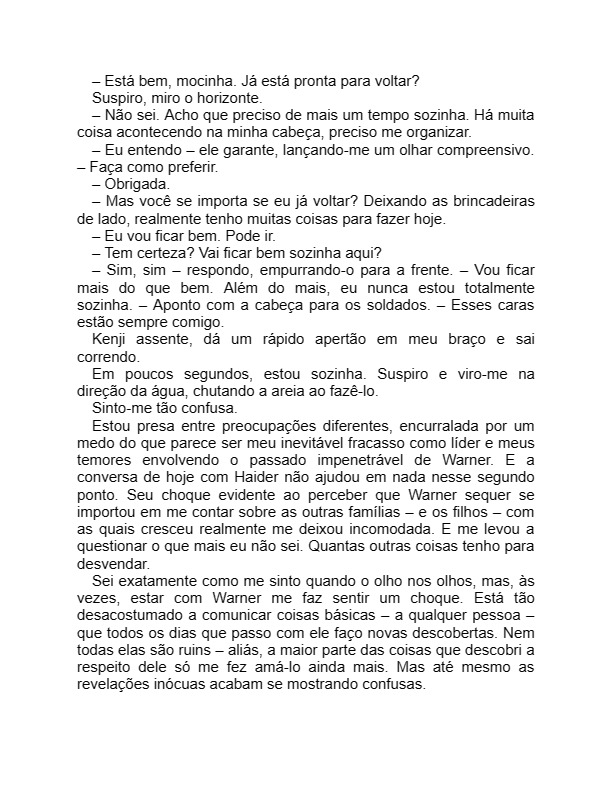 – Está bem, mocinha. Já está pronta para voltar?
Suspiro, miro o horizonte.
– Não sei. Acho que preciso de mais um tempo sozinha. Há muita
coisa acontecendo na minha cabeça, preciso me organizar.
– Eu entendo – ele garante, lançando-me um olhar compreensivo.
– Faça como preferir.
– Obrigada.
– Mas você se importa se eu já voltar? Deixando as brincadeiras
de lado, realmente tenho muitas coisas para fazer hoje.
– Eu vou ficar bem. Pode ir.
– Tem certeza? Vai ficar bem sozinha aqui?
– Sim, sim – respondo, empurrando-o para a frente. – Vou ficar
mais do que bem. Além do mais, eu nunca estou totalmente
sozinha. – Aponto com a cabeça para os soldados. – Esses caras
estão sempre comigo.
Kenji assente, dá um rápido apertão em meu braço e sai
correndo.
Em poucos segundos, estou sozinha. Suspiro e viro-me na
direção da água, chutando a areia ao fazê-lo.
Sinto-me tão confusa.
Estou presa entre preocupações diferentes, encurralada por um
medo do que parece ser meu inevitável fracasso como líder e meus
temores envolvendo o passado impenetrável de Warner. E a
conversa de hoje com Haider não ajudou em nada nesse segundo
ponto. Seu choque evidente ao perceber que Warner sequer se
importou em me contar sobre as outras famílias – e os filhos – com
as quais cresceu realmente me deixou incomodada. E me levou a
questionar o que mais eu não sei. Quantas outras coisas tenho para
desvendar.
Sei exatamente como me sinto quando o olho nos olhos, mas, às
vezes, estar com Warner me faz sentir um choque. Está tão
desacostumado a comunicar coisas básicas – a qualquer pessoa –
que todos os dias que passo com ele faço novas descobertas. Nem
todas elas são ruins – aliás, a maior parte das coisas que descobri a
respeito dele só me fez amá-lo ainda mais. Mas até mesmo as
revelações inócuas acabam se mostrando confusas.